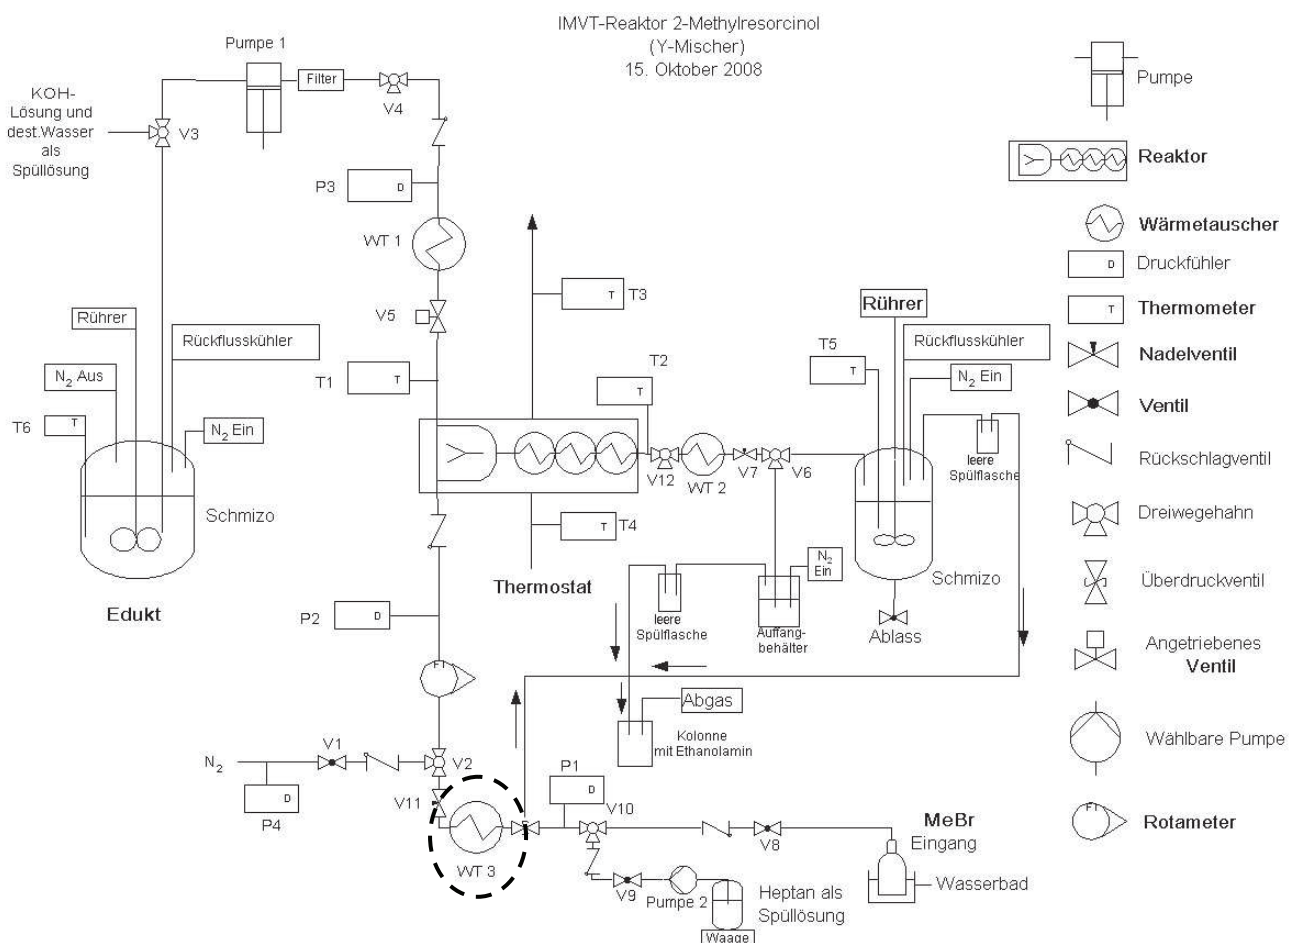 IMVT-Reaktor 2-Methylresorcinol
(Y-Mischer)
15. Oktober 2008
Pumpe 1
Filter
V4
KOH-
Lösung und
dest.Wasser
als
Spüllösung
V3
P3
D
WT 1
V5
T1
T
T3
T
T2
T
Rührer
Rückflusskühler
N2 Aus
T6
T
N2 Ein
Schmizo
Edukt
V12
WT 2
V7
V6
T4
T
Thermostat
T5
T
Rührer
Rückflusskühler
N2 Ein
leere
Spülflasche
Schmizo
Ablass
N2
Ein
leere
Spülflasche
Auffang-
behälter
P2
D
FI
Abgas
Kolonne
mit Ethanolamin
N2
V1
V2
D
P4
V11
WT 3
P1
D
V10
V8
MeBr
Eingang
Wasserbad
V9
Pumpe 2
Heptan als
Spüllösung
Waage
Pumpe
Reaktor
Wärmetauscher
D
Druckfühler
T
Thermometer
Nadelventil
Ventil
Rückschlagventil
Dreiwegehahn
Überdruckventil
Angetriebenes
Ventil
Wählbare Pumpe
FI
Rotameter